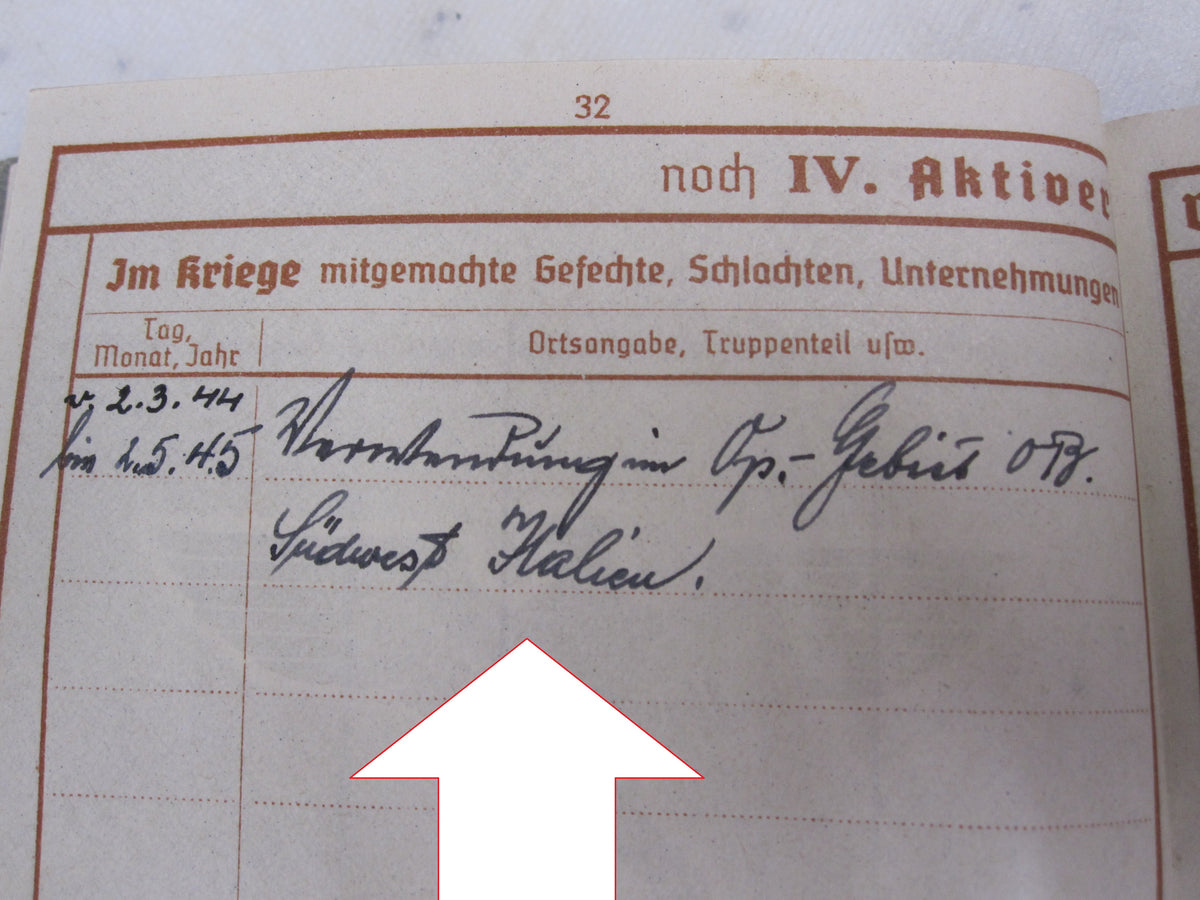 32
noch IV. Aktiver
Im Kriege mitgemachte Gefechte, Schlachten, Unternehmungen
Tag,
Monat, Jahr
Ortsangabe, Truppenteil usw.
v. 2.3.44
bis 2.5.45
Verwendung im Op.- Gebiet OB.
Südwest Italien.